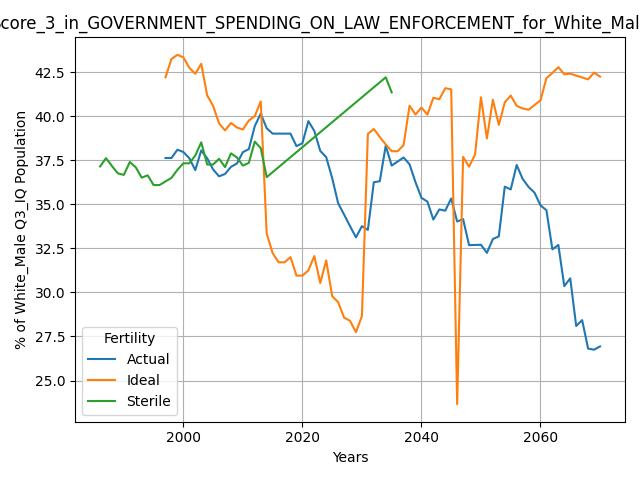 core_3_in_GOVERNMENT_SPENDING_ON_LAW_ENFORCEMENT_for_White_Mal
42.5
40.0
37.5
35.0
32.5
30.0
27.5
25.0
% of White_Male Q3_IQ Population
Fertility
Actual
Ideal
Sterile
2000 2020 2040 2060
Years